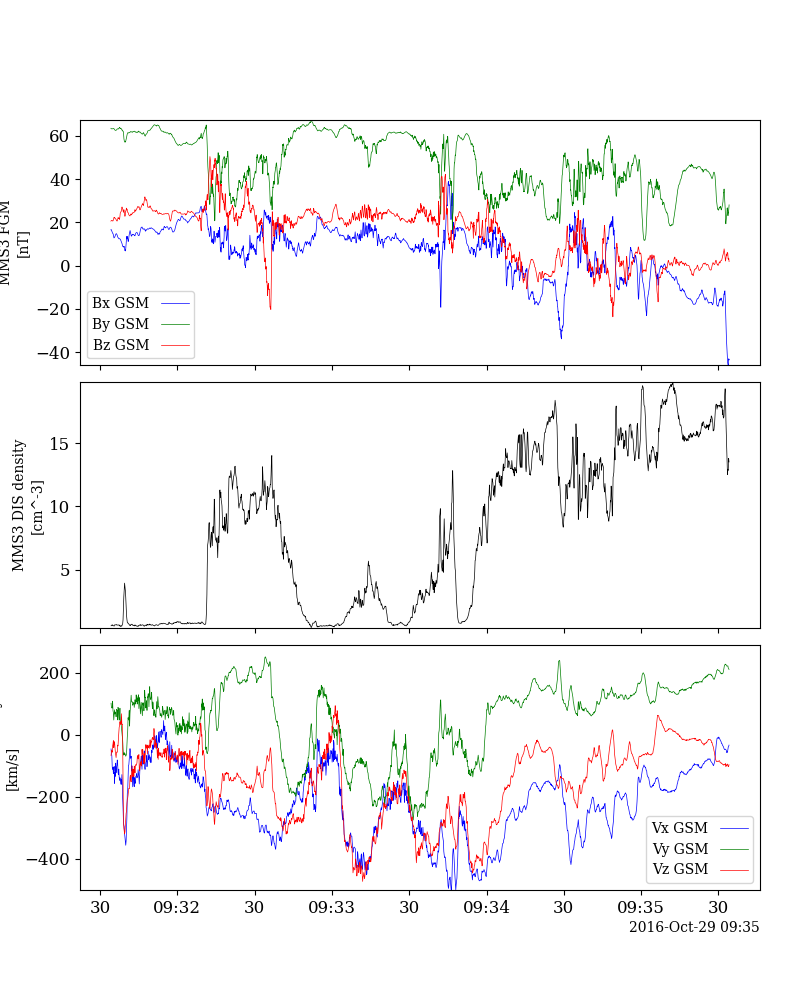 60
40
20
0
−20
−40
MMS3 FGM
[nT]
Bx GSM
By GSM
Bz GSM
15
10
5
MMS3 DIS density
[cm^-3]
200
0
−200
−400
[km/s]
Vx GSM
Vy GSM
Vz GSM
30 09:32 30 09:33 30 09:34 30 09:35 30
2016-Oct-29 09:35